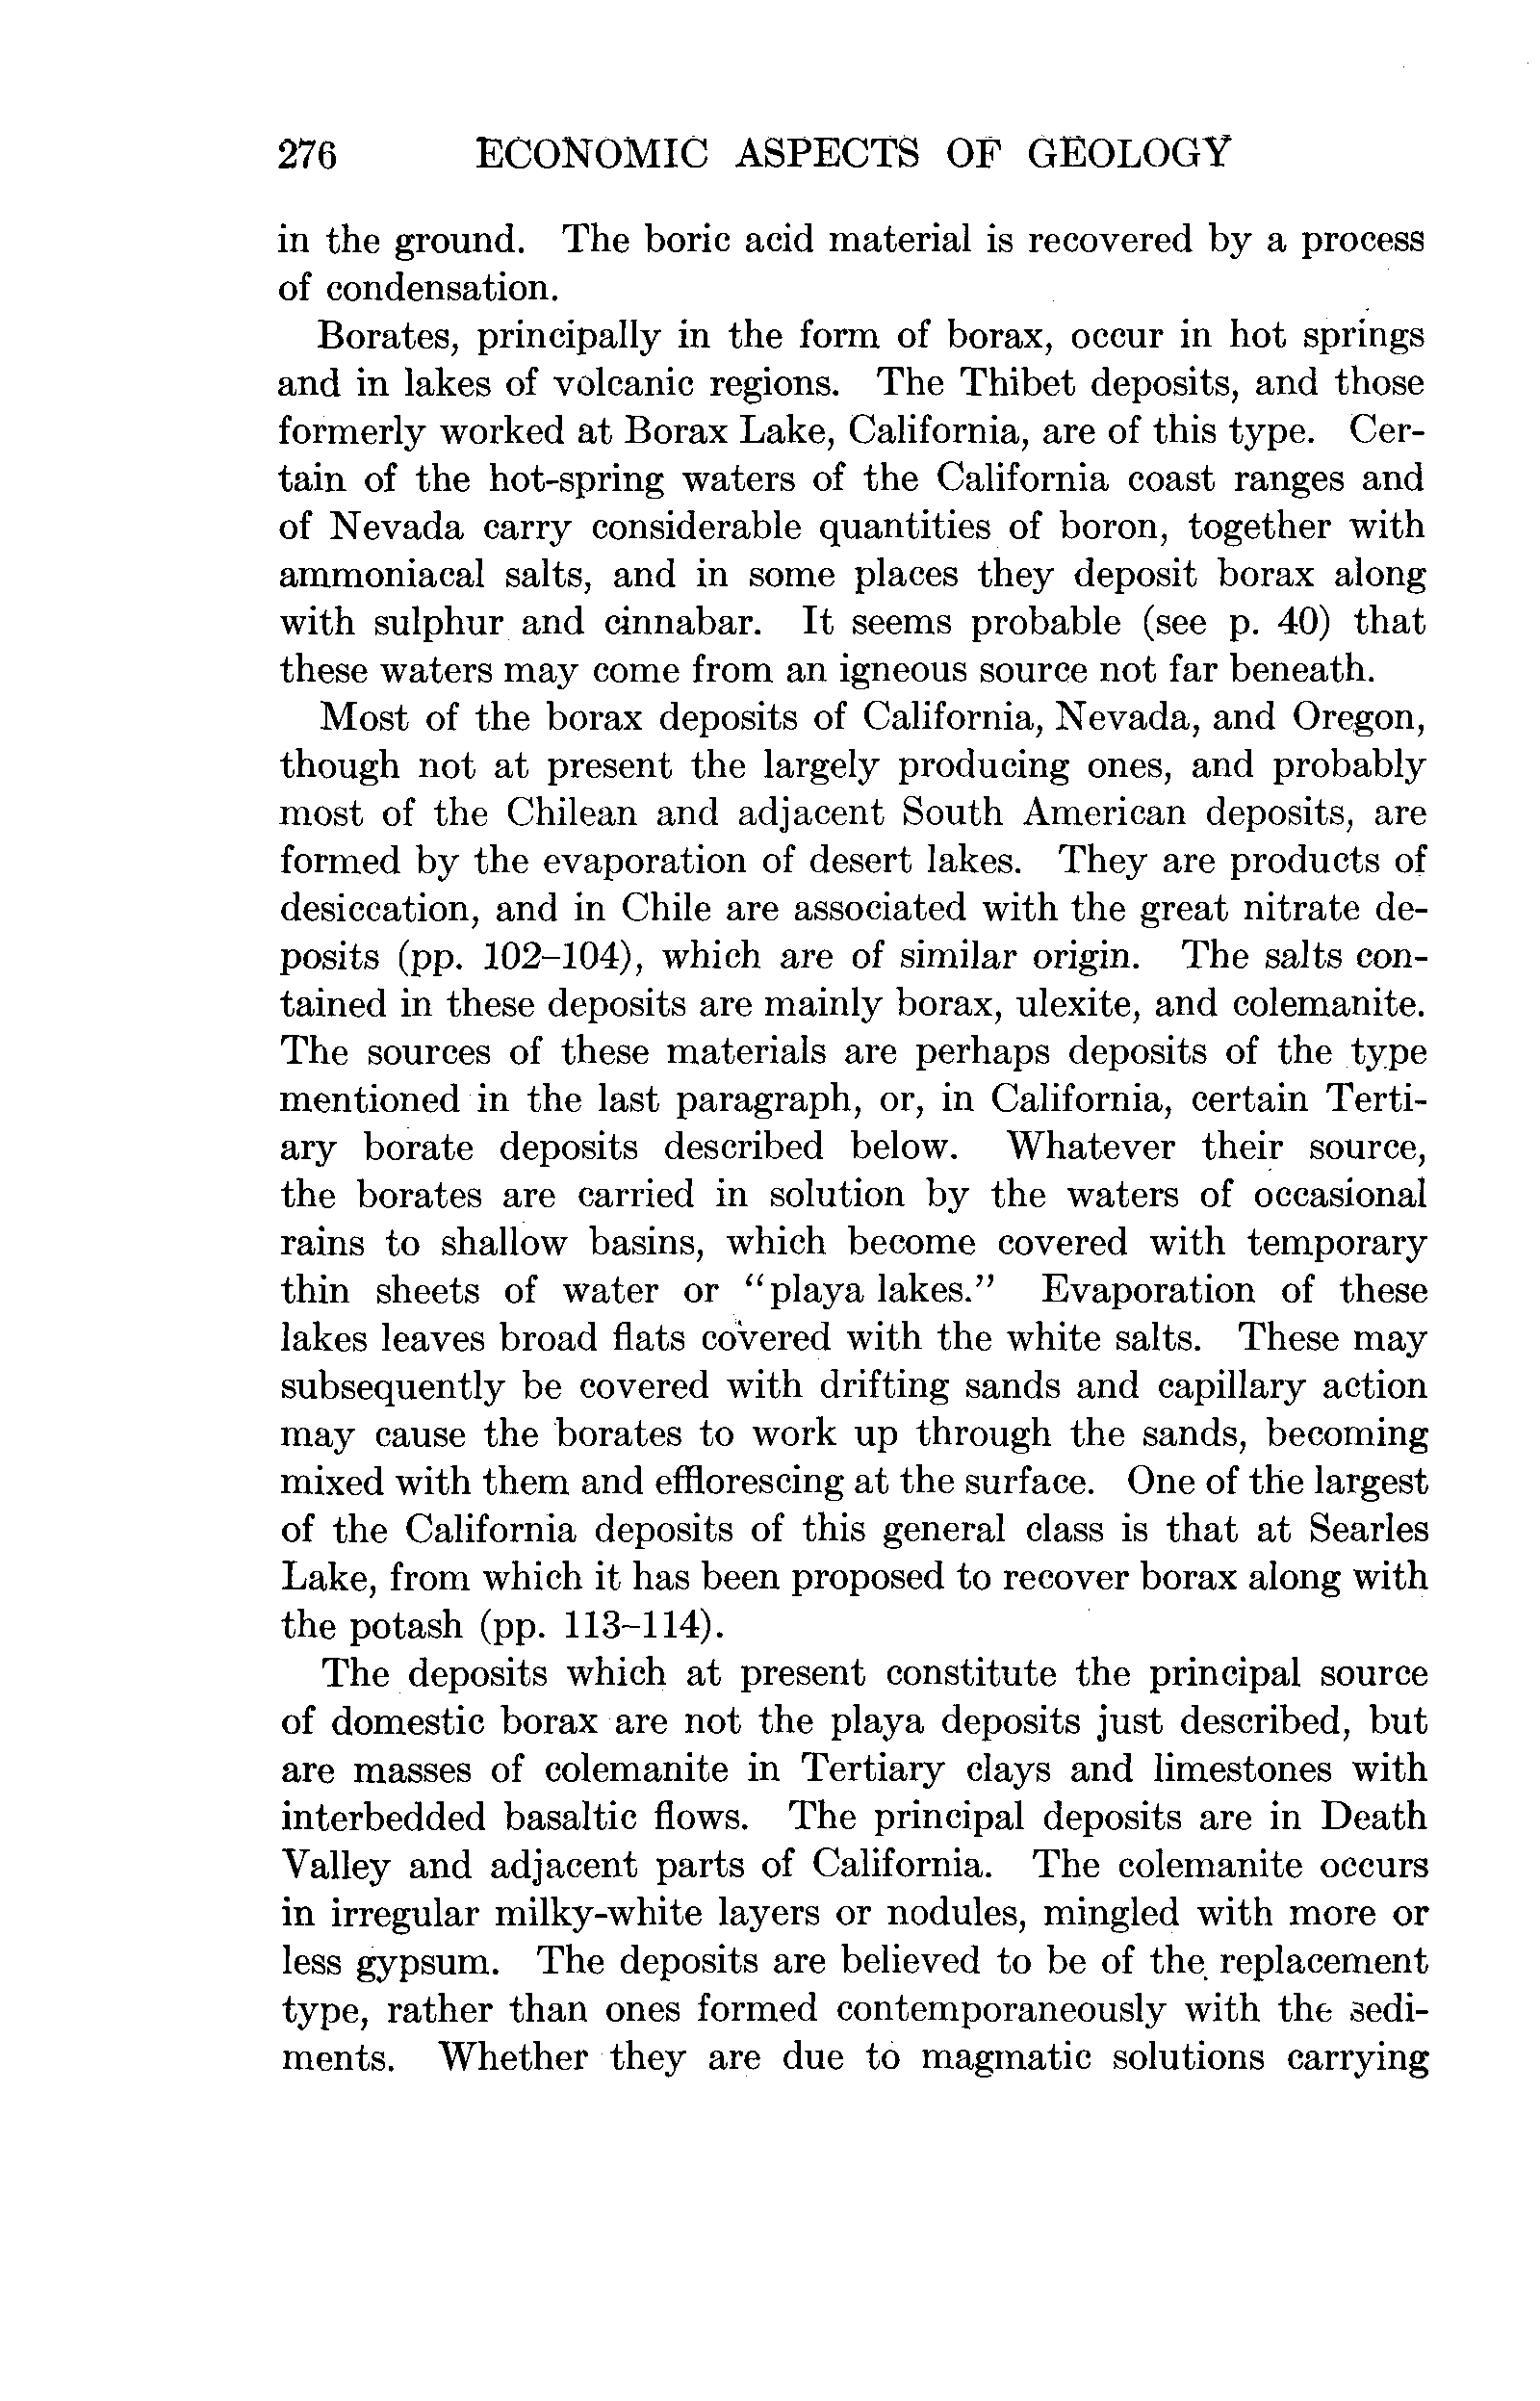 276 ECONOMIC ASPECTS OF GEOLOGY
in the ground. The boric acid material is recovered by a process
of condensation.
Borates, principally in the form of borax, occur in hot springs
and in lakes of volcanic regions. The Thibet deposits, and those
formerly worked at Borax Lake, California, are of this type. Cer-
tain of the hot-spring waters of the California coast ranges and
of Nevada carry considerable quantities of boron, together with
ammoniacal salts, and in some places they deposit borax along
with sulphur and cinnabar. It seems probable (see p. 40) that
these waters may come from an igneous source not far beneath.
Most of the borax deposits of California, Nevada, and Oregon,
though not at present the largely producing ones, and probably
most of the Chilean and adjacent South American deposits, are
formed by the evaporation of desert lakes. They are products of
desiccation, and in Chile are associated with the great nitrate de-
posits (pp. 102–104), which are of similar origin. The salts con-
tained in these deposits are mainly borax, ulexite, and colemanite.
The sources of these materials are perhaps deposits of the type
mentioned in the last paragraph, or, in California, certain Terti-
ary borate deposits described below. Whatever their source,
the borates are carried in solution by the waters of occasional
rains to shallow basins, which become covered with temporary
thin sheets of water or “playa lakes.” Evaporation of these
lakes leaves broad flats covered with the white salts. These may
subsequently be covered with drifting sands and capillary action
may cause the borates to work up through the sands, becoming
mixed with them and efflorescing at the surface. One of the largest
of the California deposits of this general class is that at Searles
Lake, from which it has been proposed to recover borax along with
the potash (pp. 113–114).
The deposits which at present constitute the principal source
of domestic borax are not the playa deposits just described, but
are masses of colemanite in Tertiary clays and limestones with
interbedded basaltic flows. The principal deposits are in Death
Valley and adjacent parts of California. The colemanite occurs
in irregular milky-white layers or nodules, mingled with more or
less gypsum. The deposits are believed to be of the replacement
type, rather than ones formed contemporaneously with the sedi-
ments. Whether they are due to magmatic solutions carrying